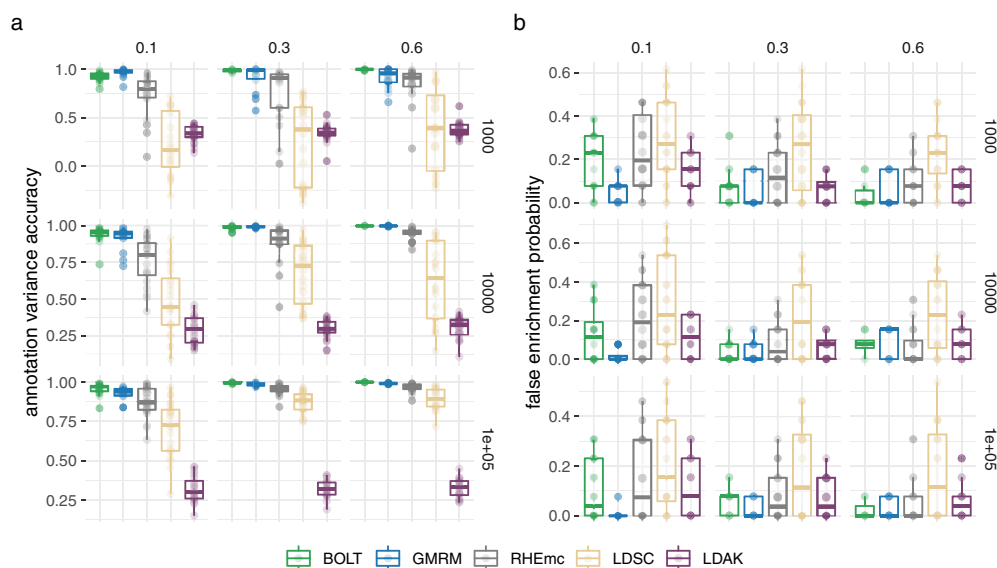 a
b
0.1 0.3 0.6
0.1 0.3 0.6
annotation variance accuracy
1.0
0.5
0.0
1000
1.00
0.75
0.50
0.25
10000
1.00
0.75
0.50
0.25
1e+05
false enrichment probability
0.6
0.4
0.2
0.0
1000
0.6
0.4
0.2
0.0
10000
0.4
0.2
0.0
1e+05
BOLT GMRM RHEmc LDSC LDAK